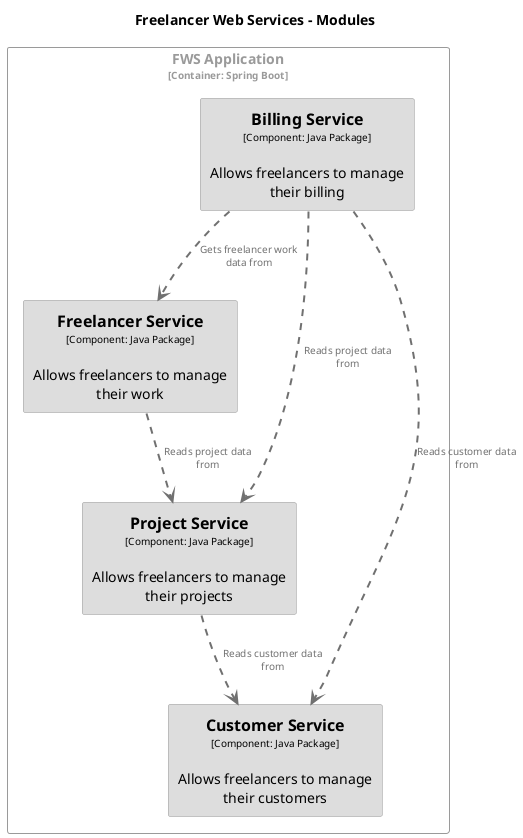 Freelancer Web Services - Modules
FWS Application
[Container: Spring Boot]
Billing Service
[Component: Java Package]
Allows freelancers to manage
their billing
Gets freelancer work
data from
Freelancer Service
[Component: Java Package]
Allows freelancers to manage
their work
Reads project data
from
Reads project data
from
Reads customer data
from
Project Service
[Component: Java Package]
Allows freelancers to manage
their projects
Reads customer data
from
Customer Service
[Component: Java Package]
Allows freelancers to manage
their customers